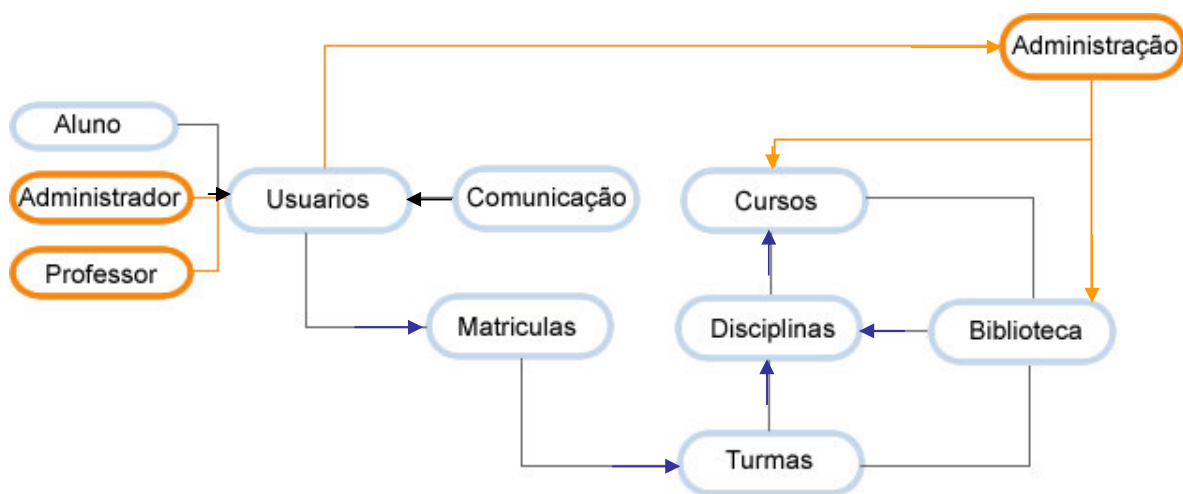 Administração
Aluno
Administrador
Usuarios
Comunicação
Cursos
Professor
Matriculas
Disciplinas
Biblioteca
Turmas